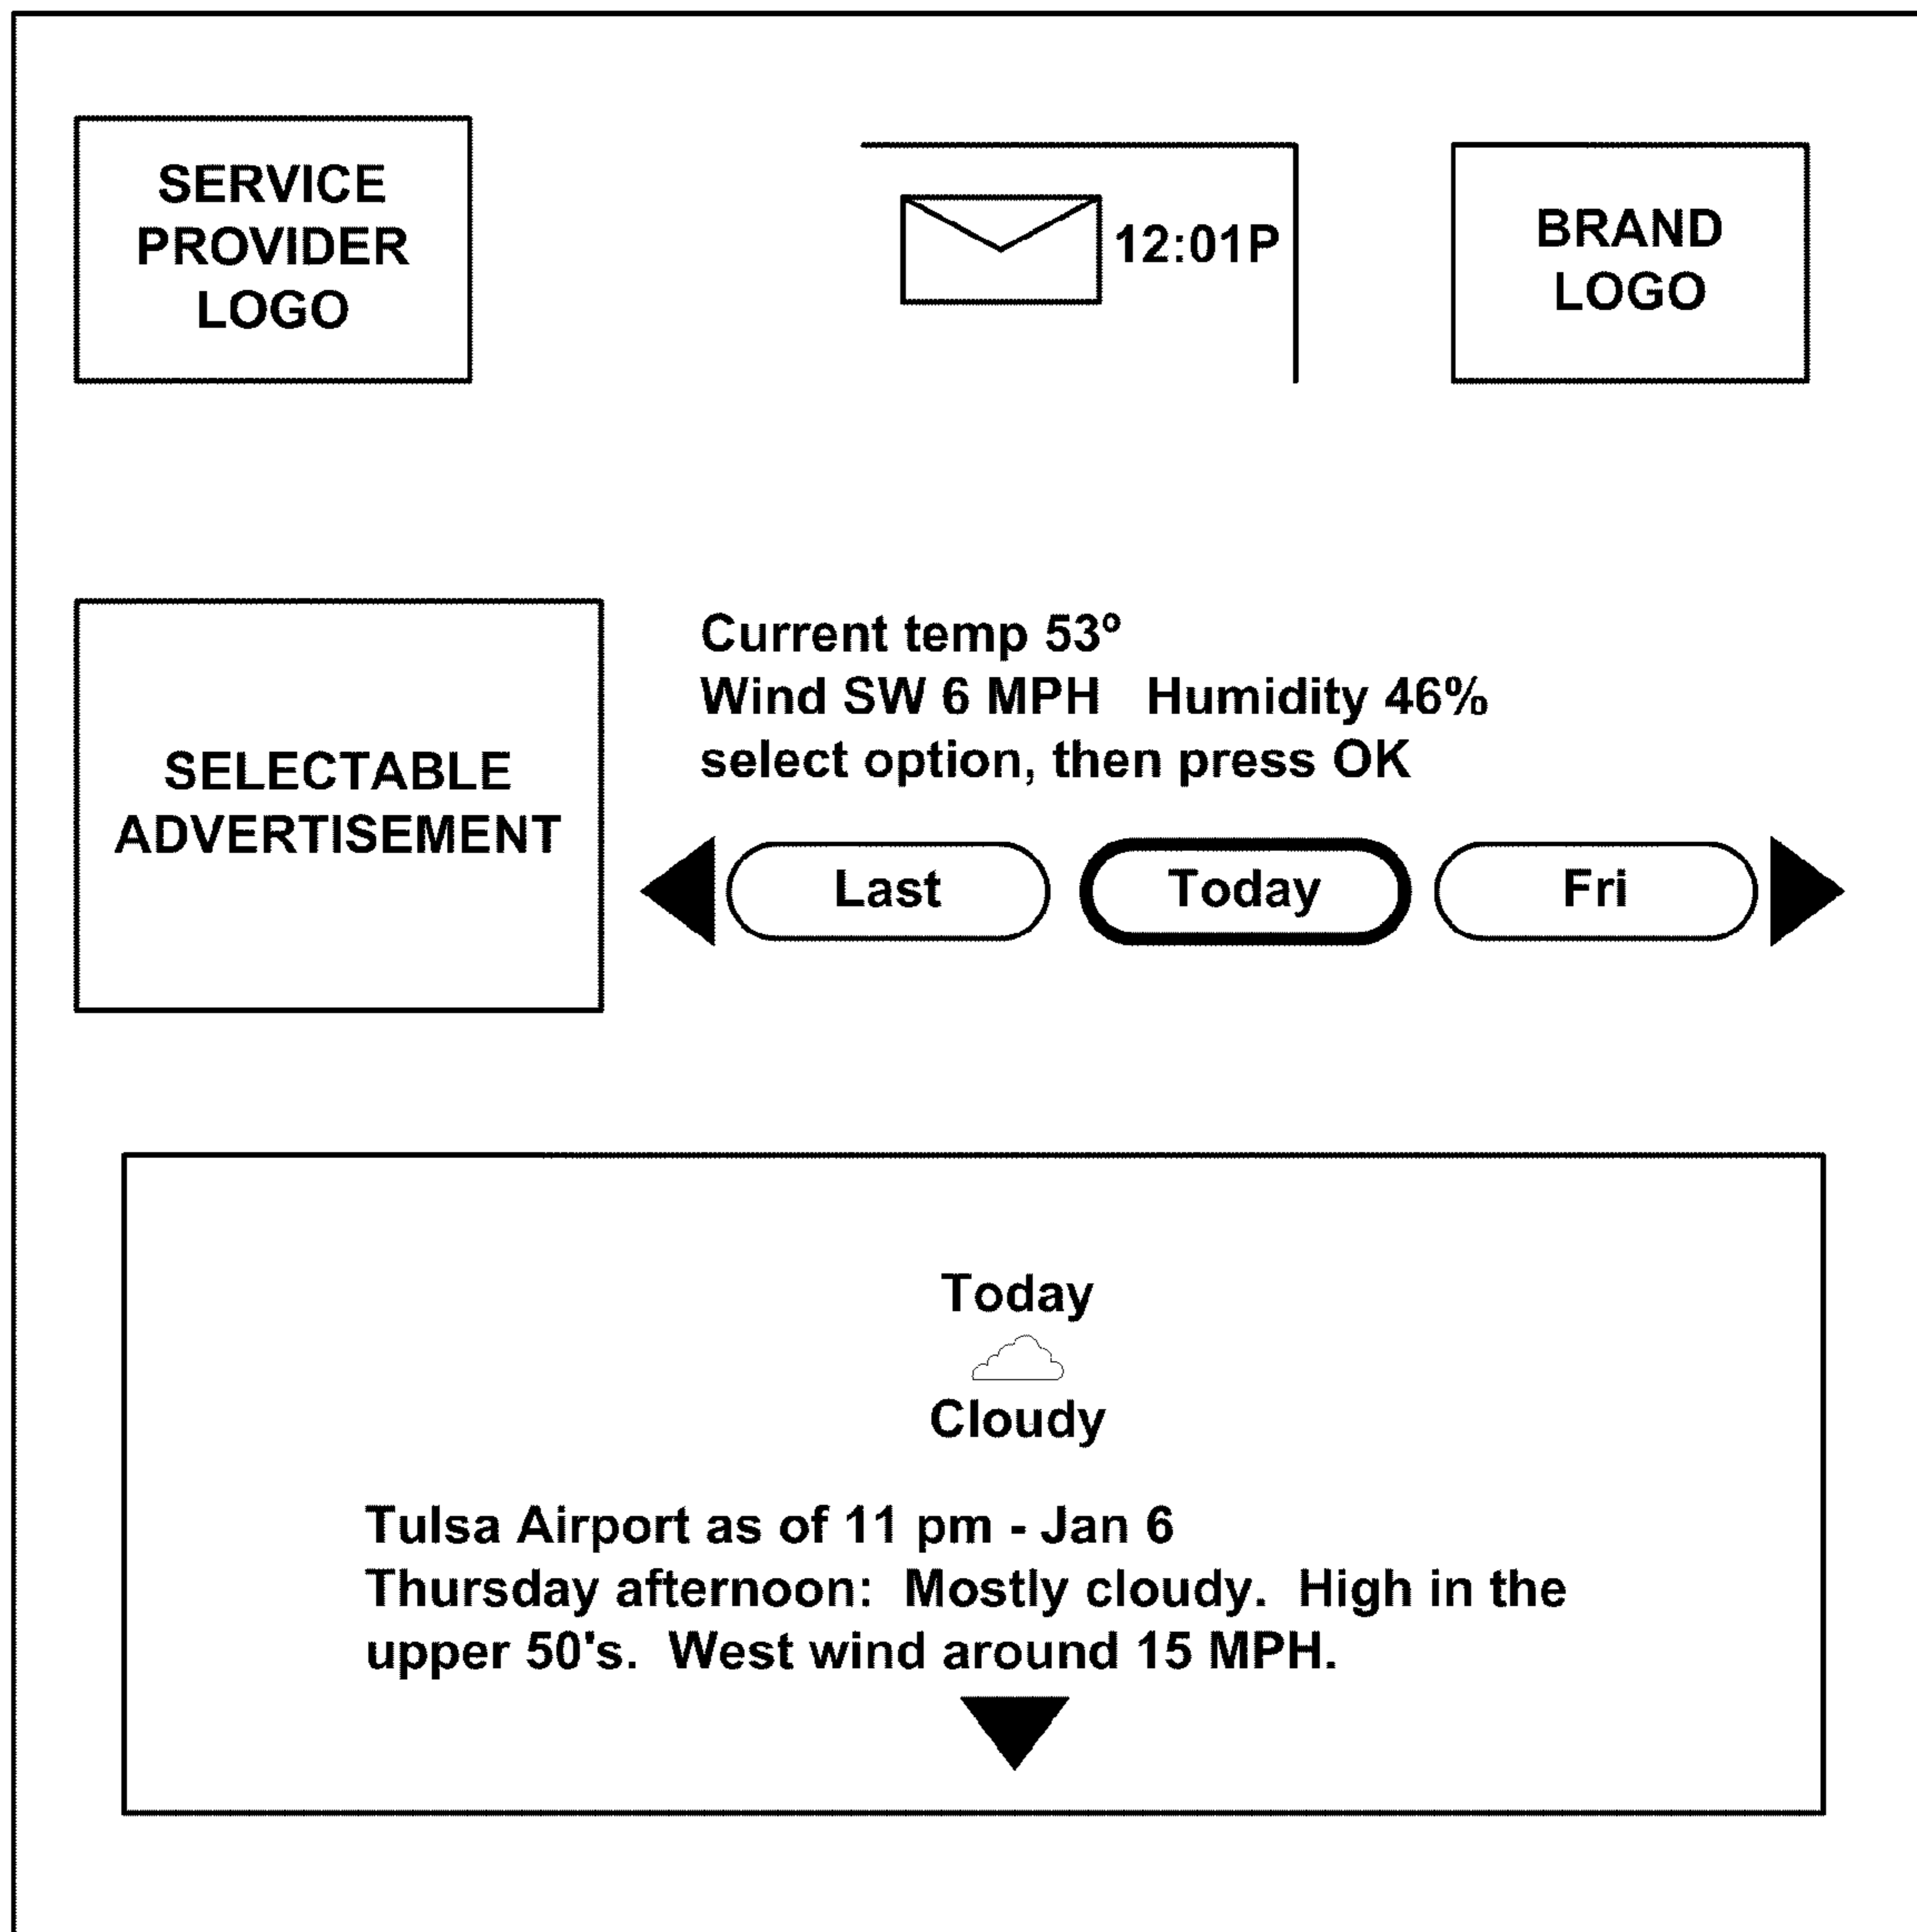 SERVICE
PROVIDER
LOGO
12:01P
BRAND
LOGO
SELECTABLE
ADVERTISEMENT
Current temp 53º
Wind SW 6 MPH   Humidity 46%
select option, then press OK
Last
Today
Fri
Today
Cloudy
Tulsa Airport as of 11 pm - Jan 6
Thursday afternoon:  Mostly cloudy.  High in the
upper 50's.  West wind around 15 MPH.